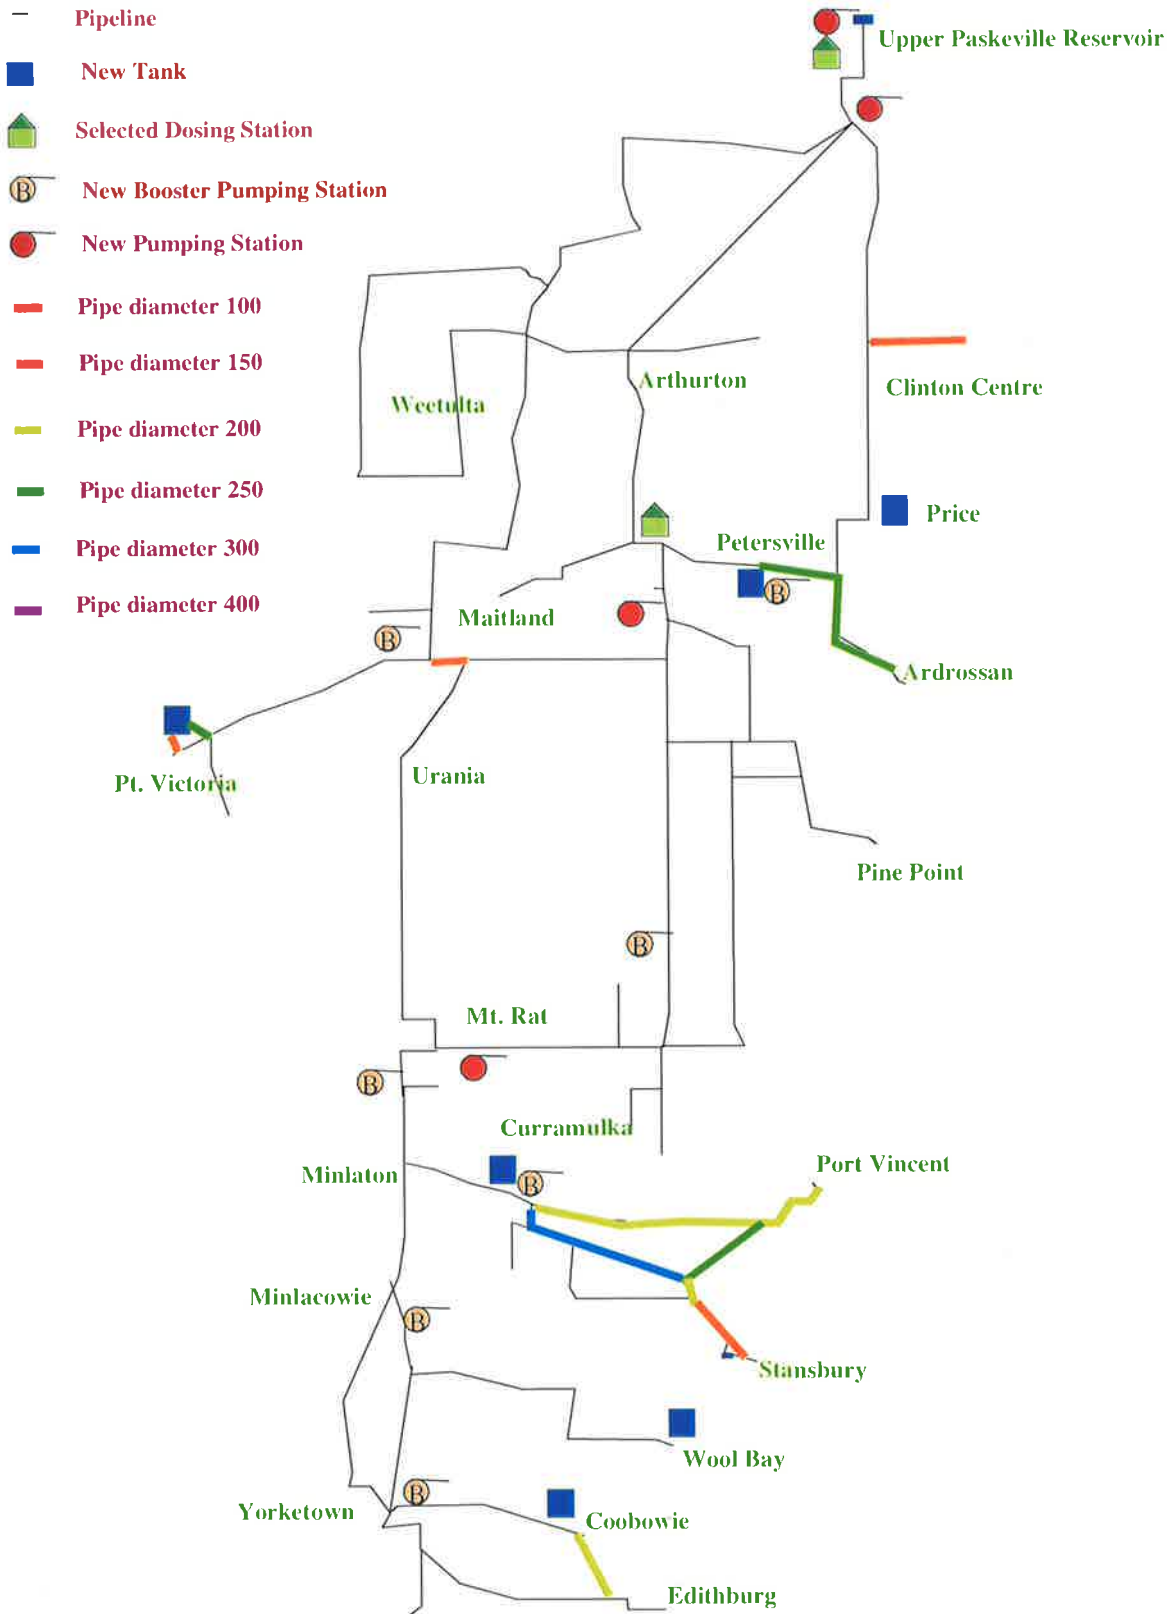 Pipeline
New Tank
Selected Dosing Station
New Booster Pumping Station
New Pumping Station
Pipe diameter 100
Pipe diameter 150
Pipe diameter 200
Pipe diameter 250
Pipe diameter 300
Pipe diameter 400
B
Upper Paskeville Reservoir
Arthurton
Clinton Centre
Weetulta
Price
Petersville
B
Maitland
B
Ardrossan
Pt. Victoria
Urania
Pine Point
B
Mt. Rat
B
Curramulka
Port Vincent
Minlaton
B
Minlacowie
B
Stansbury
Wool Bay
B
Yorketown
Coobowie
Edithburg